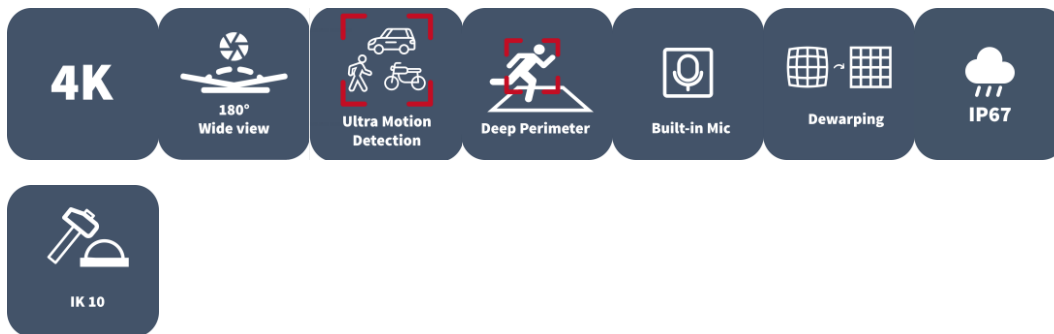 4K
180°
Wide view
Ultra Motion
Detection
Deep Perimeter
Built-in Mic
Dewarping
IP67
IK 10